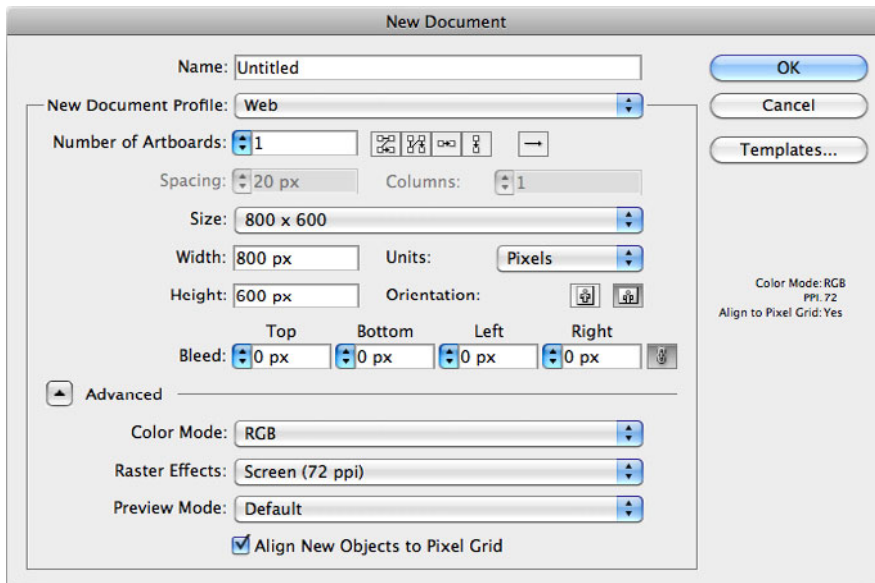 New Document
Name: Untitled
OK
New Document Profile: Web
Cancel
Number of Artboards: 1
Templates...
Spacing: 20 px Columns: 1
Size: 800 x 600
Width: 800 px Units: Pixels
Height: 600 px Orientation:
Color Mode: RGB
PPI: 72
Align to Pixel Grid: Yes
Top Bottom Left Right
Bleed: 0 px 0 px 0 px 0 px
Advanced
Color Mode: RGB
Raster Effects: Screen (72 ppi)
Preview Mode: Default
Align New Objects to Pixel Grid